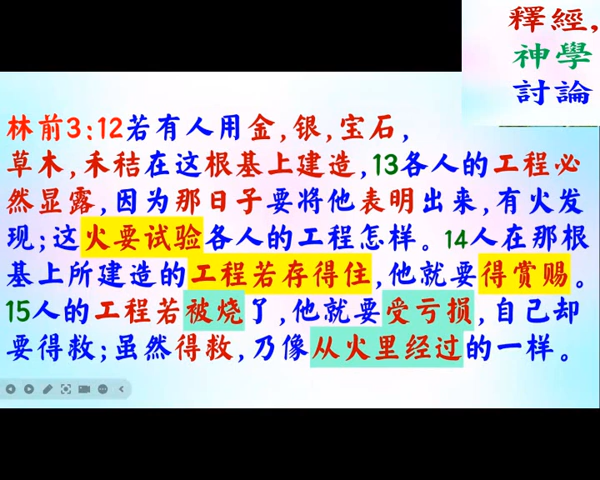 釋經,
神學
討論
林前3:12若有人用金,银,宝石,
草木,禾秸在这根基上建造,13各人的工程必
然显露,因为那日子要将他表明出来,有火发
现;这火要试验各人的工程怎样。14人在那根
基上所建造的工程若存得住,他就要得赏赐。
15人的工程若被烧了,他就要受亏损,自己却
要得救;虽然得救,乃像从火里经过的一样。